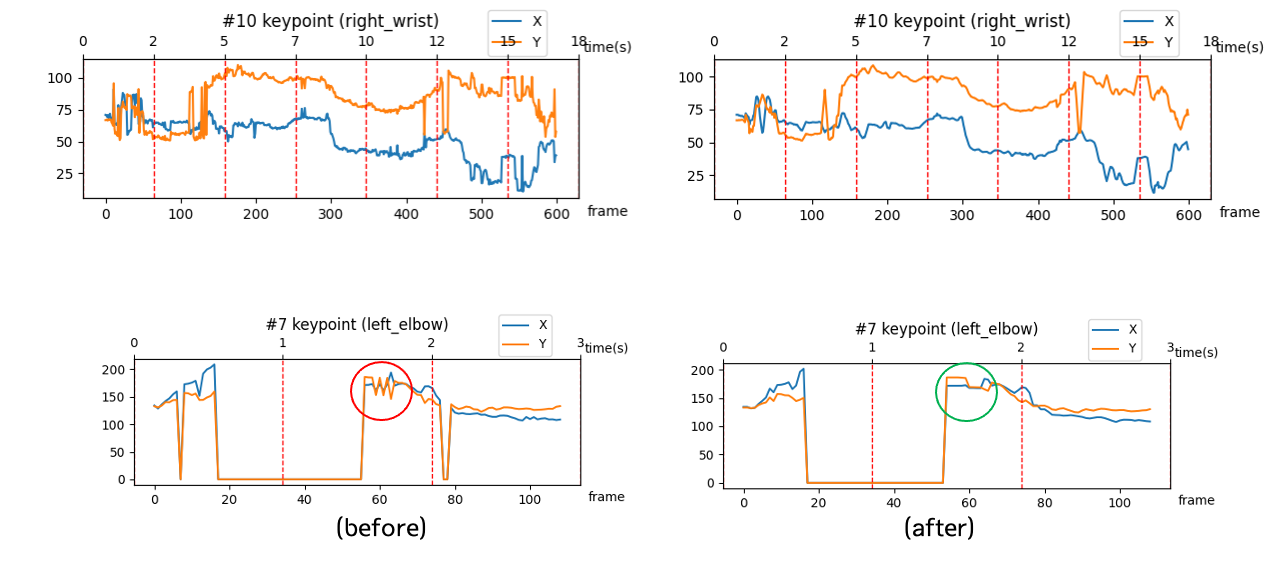 #10 keypoint (right_wrist)
X
Y
0 2 5 7 10 12 15 18 time(s)
100
75
50
25
0 100 200 300 400 500 600 frame
#10 keypoint (right_wrist)
X
Y
0 2 5 7 10 12 15 18 time(s)
100
75
50
25
0 100 200 300 400 500 600 frame
#7 keypoint (left_elbow)
X
Y
0 1 2 3 time(s)
200
150
100
50
0
0 20 40 60 80 100 frame
(before)
#7 keypoint (left_elbow)
X
Y
0 1 2 3 time(s)
200
150
100
50
0
0 20 40 60 80 100 frame
(after)